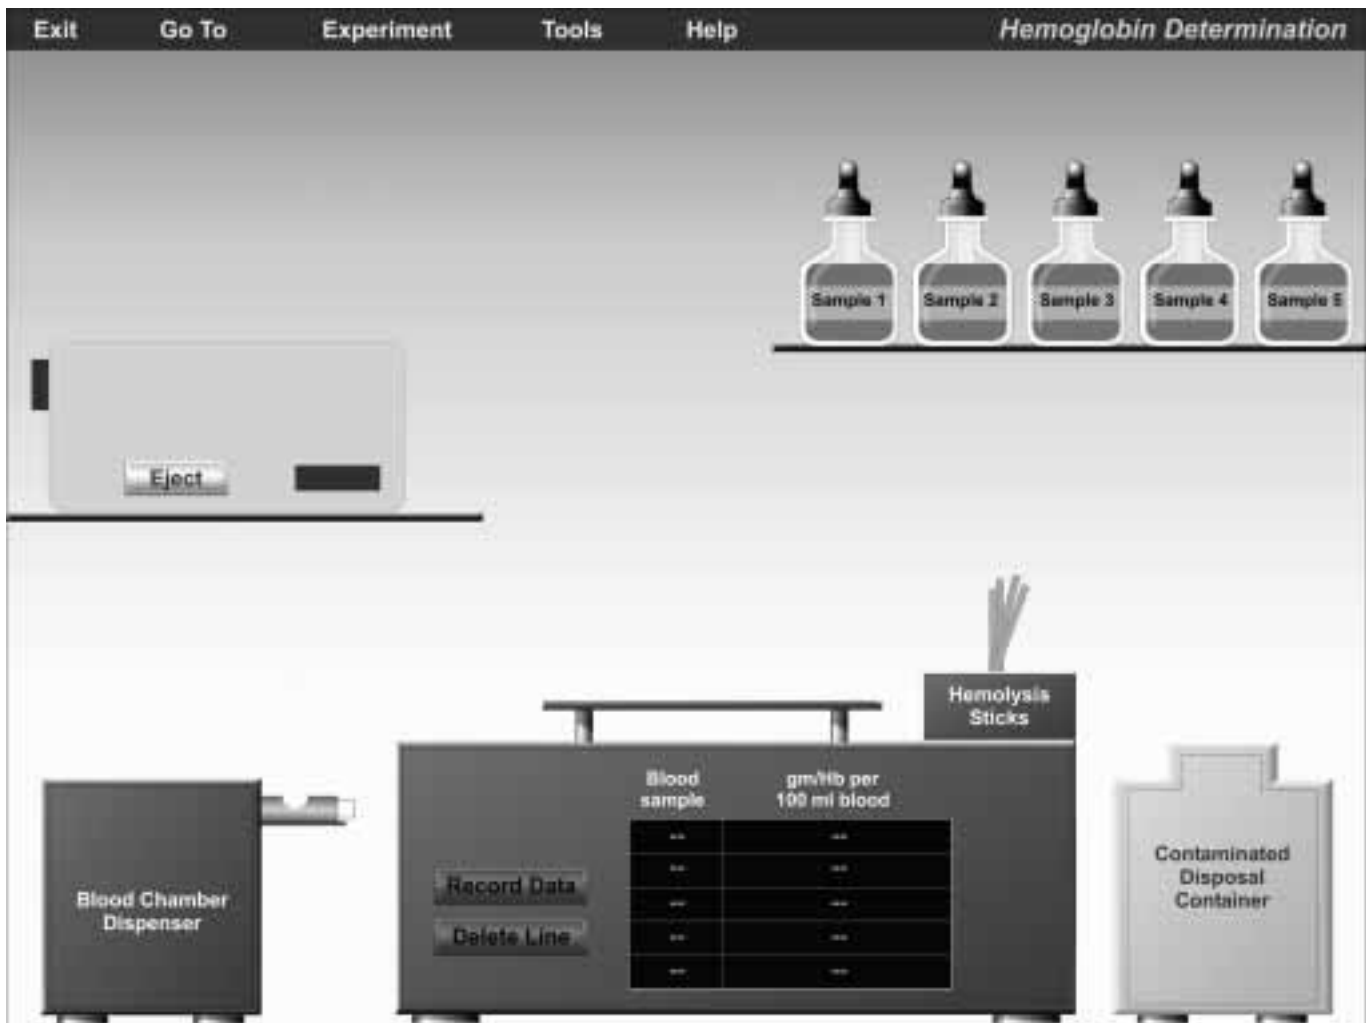 Exit Go To Experiment Tools Help Hemoglobin Determination
Sample 1 Sample 2 Sample 3 Sample 4 Sample 5
Eject
Hemolysis
Sticks
Blood
sample
gm/Hb per
100 ml blood
-- --
-- --
-- --
-- --
-- --
Record Data
Delete Line
Blood Chamber
Dispenser
Contaminated
Disposal
Container